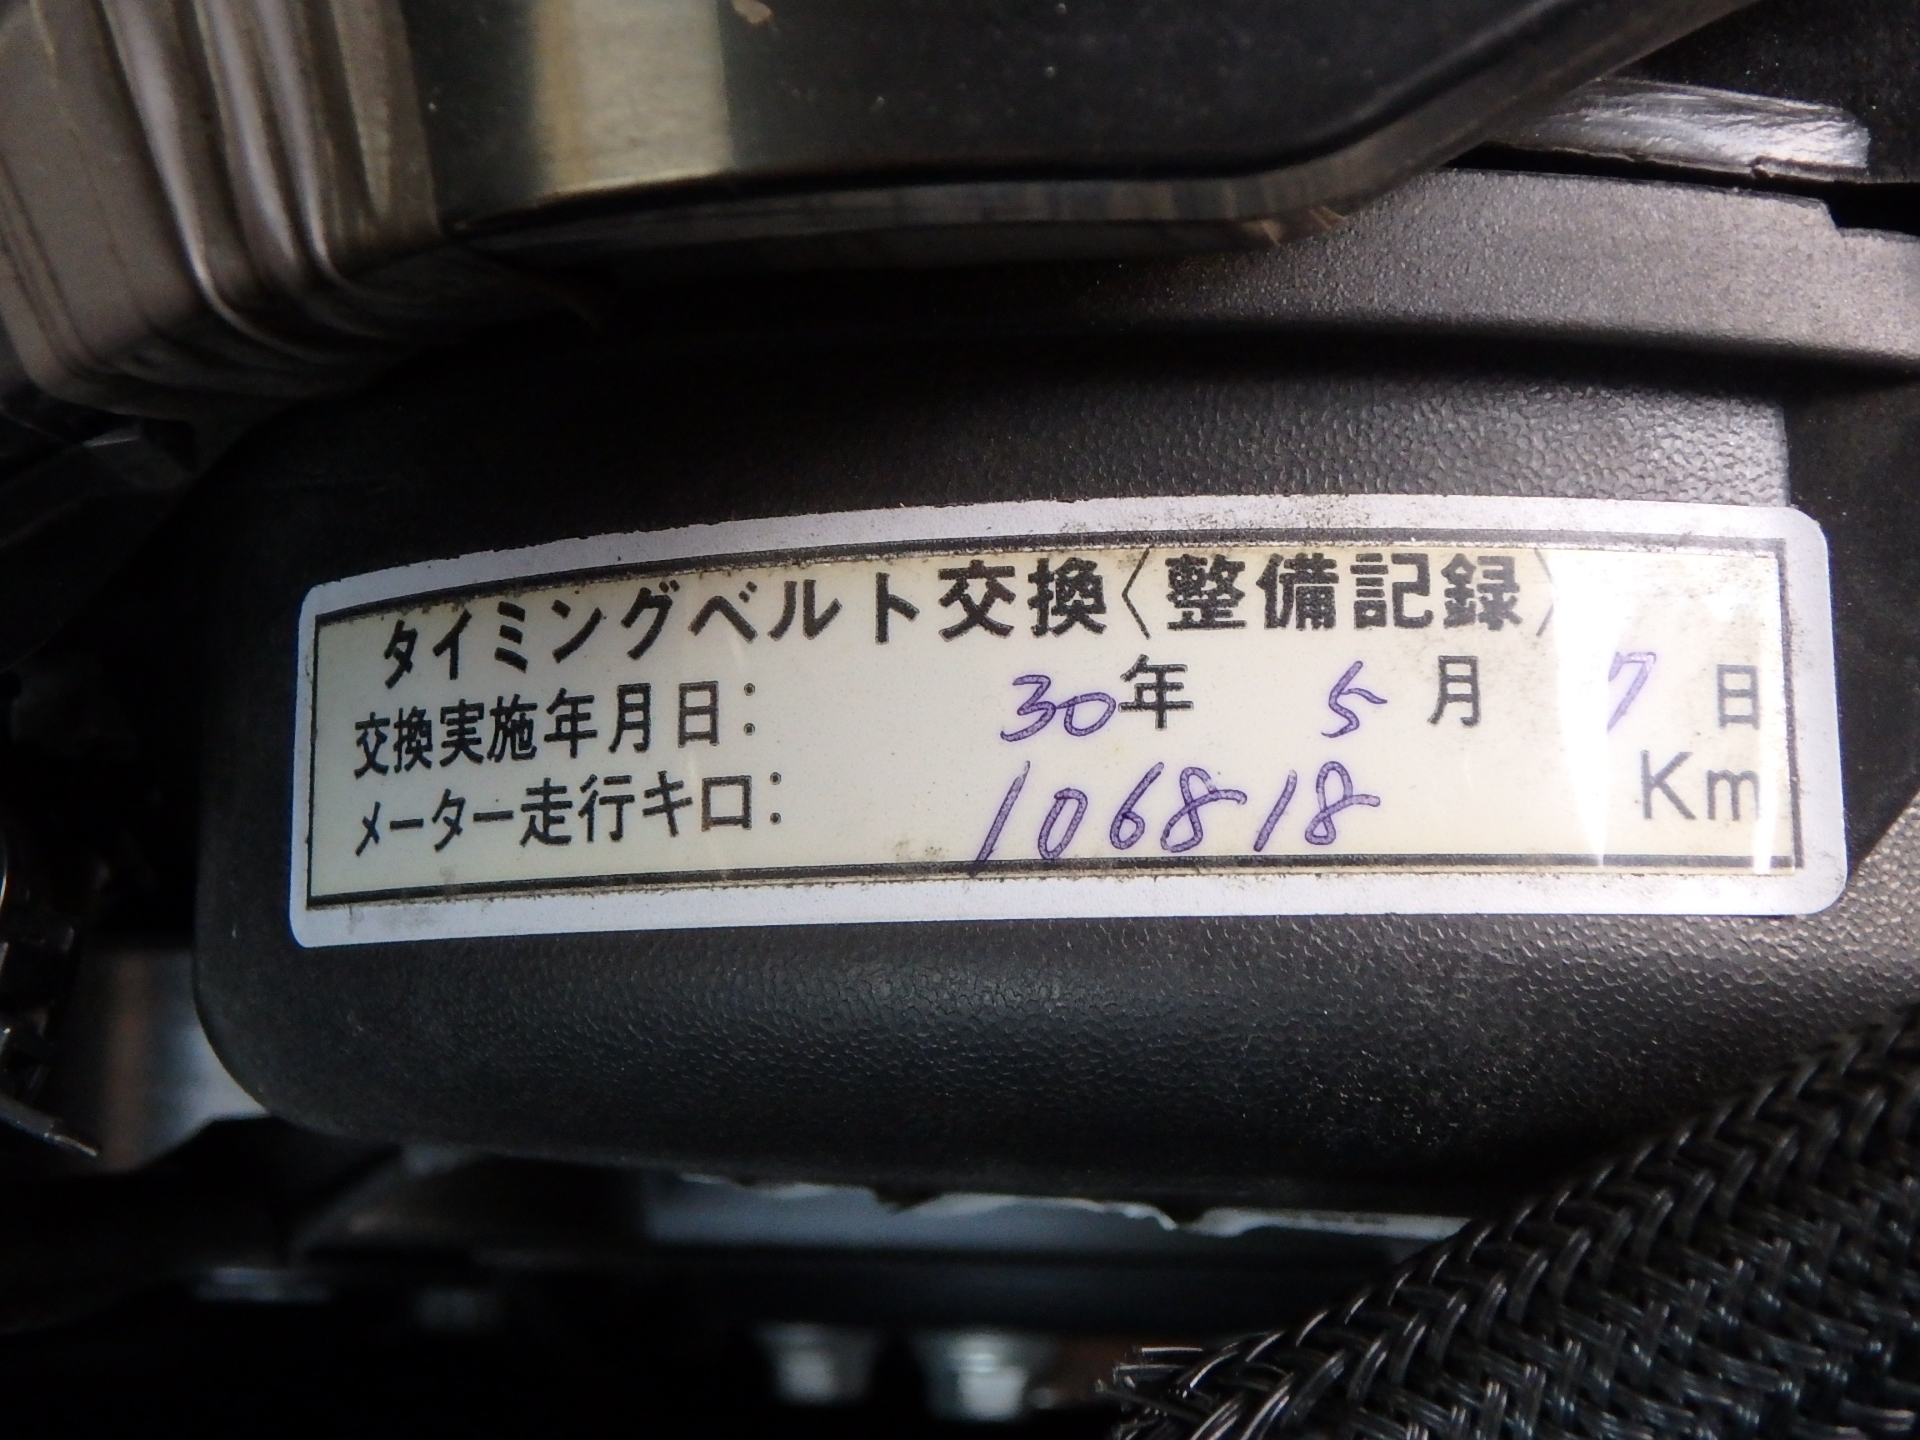 タイミングベルト交換〈整備記録〉
交換実施年月日: 30年 5月 7日
メーター走行キロ: 106818 Km